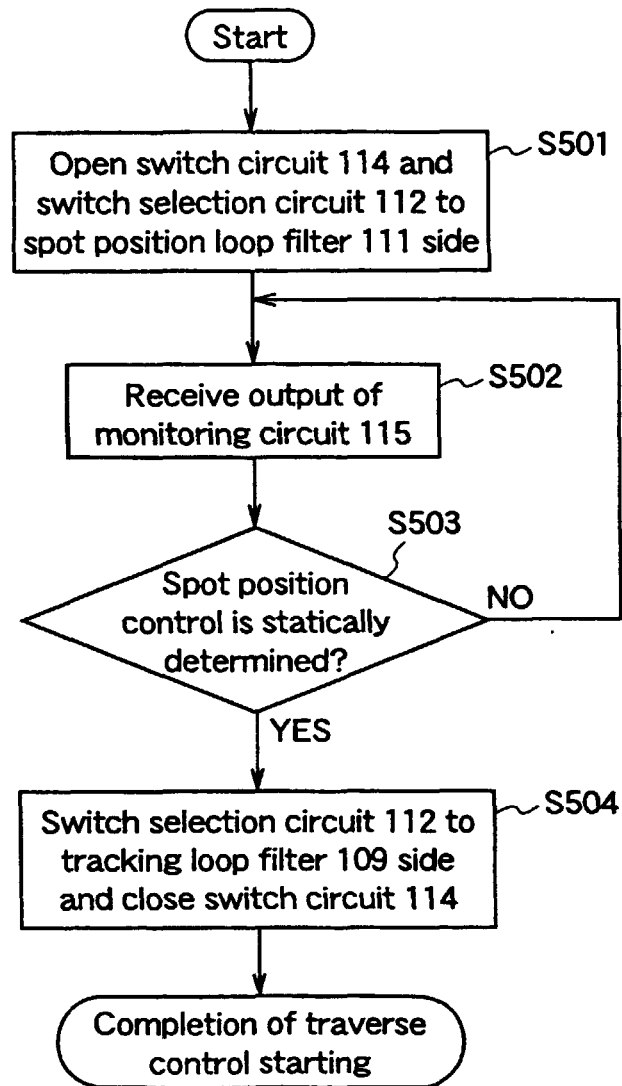 Start
S501
Open switch circuit 114 and
switch selection circuit 112 to
spot position loop filter 111 side
S502
Receive output of
monitoring circuit 115
S503
Spot position
control is statically
determined?
NO
YES
S504
Switch selection circuit 112 to
tracking loop filter 109 side
and close switch circuit 114
Completion of traverse
control starting